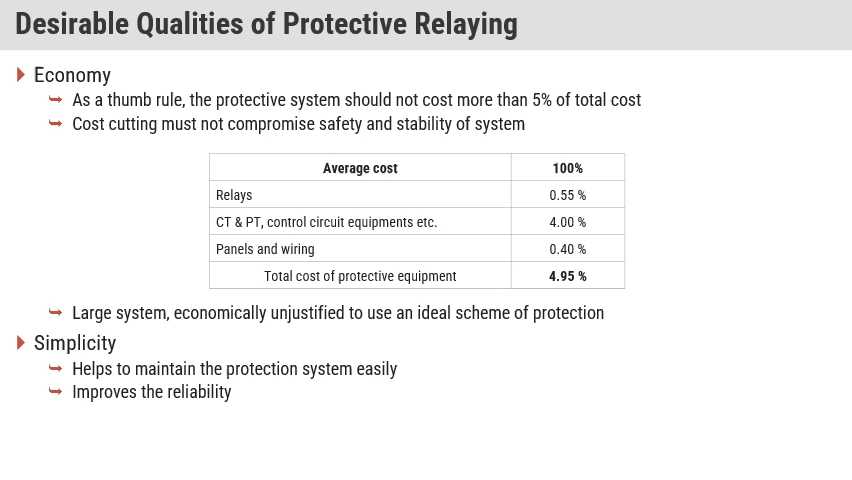 Desirable Qualities of Protective Relaying
Economy
As a thumb rule, the protective system should not cost more than 5% of total cost
Cost cutting must not compromise safety and stability of system
Average cost 100%
Relays 0.55 %
CT & PT, control circuit equipments etc. 4.00 %
Panels and wiring 0.40 %
Total cost of protective equipment 4.95 %
Large system, economically unjustified to use an ideal scheme of protection
Simplicity
Helps to maintain the protection system easily
Improves the reliability